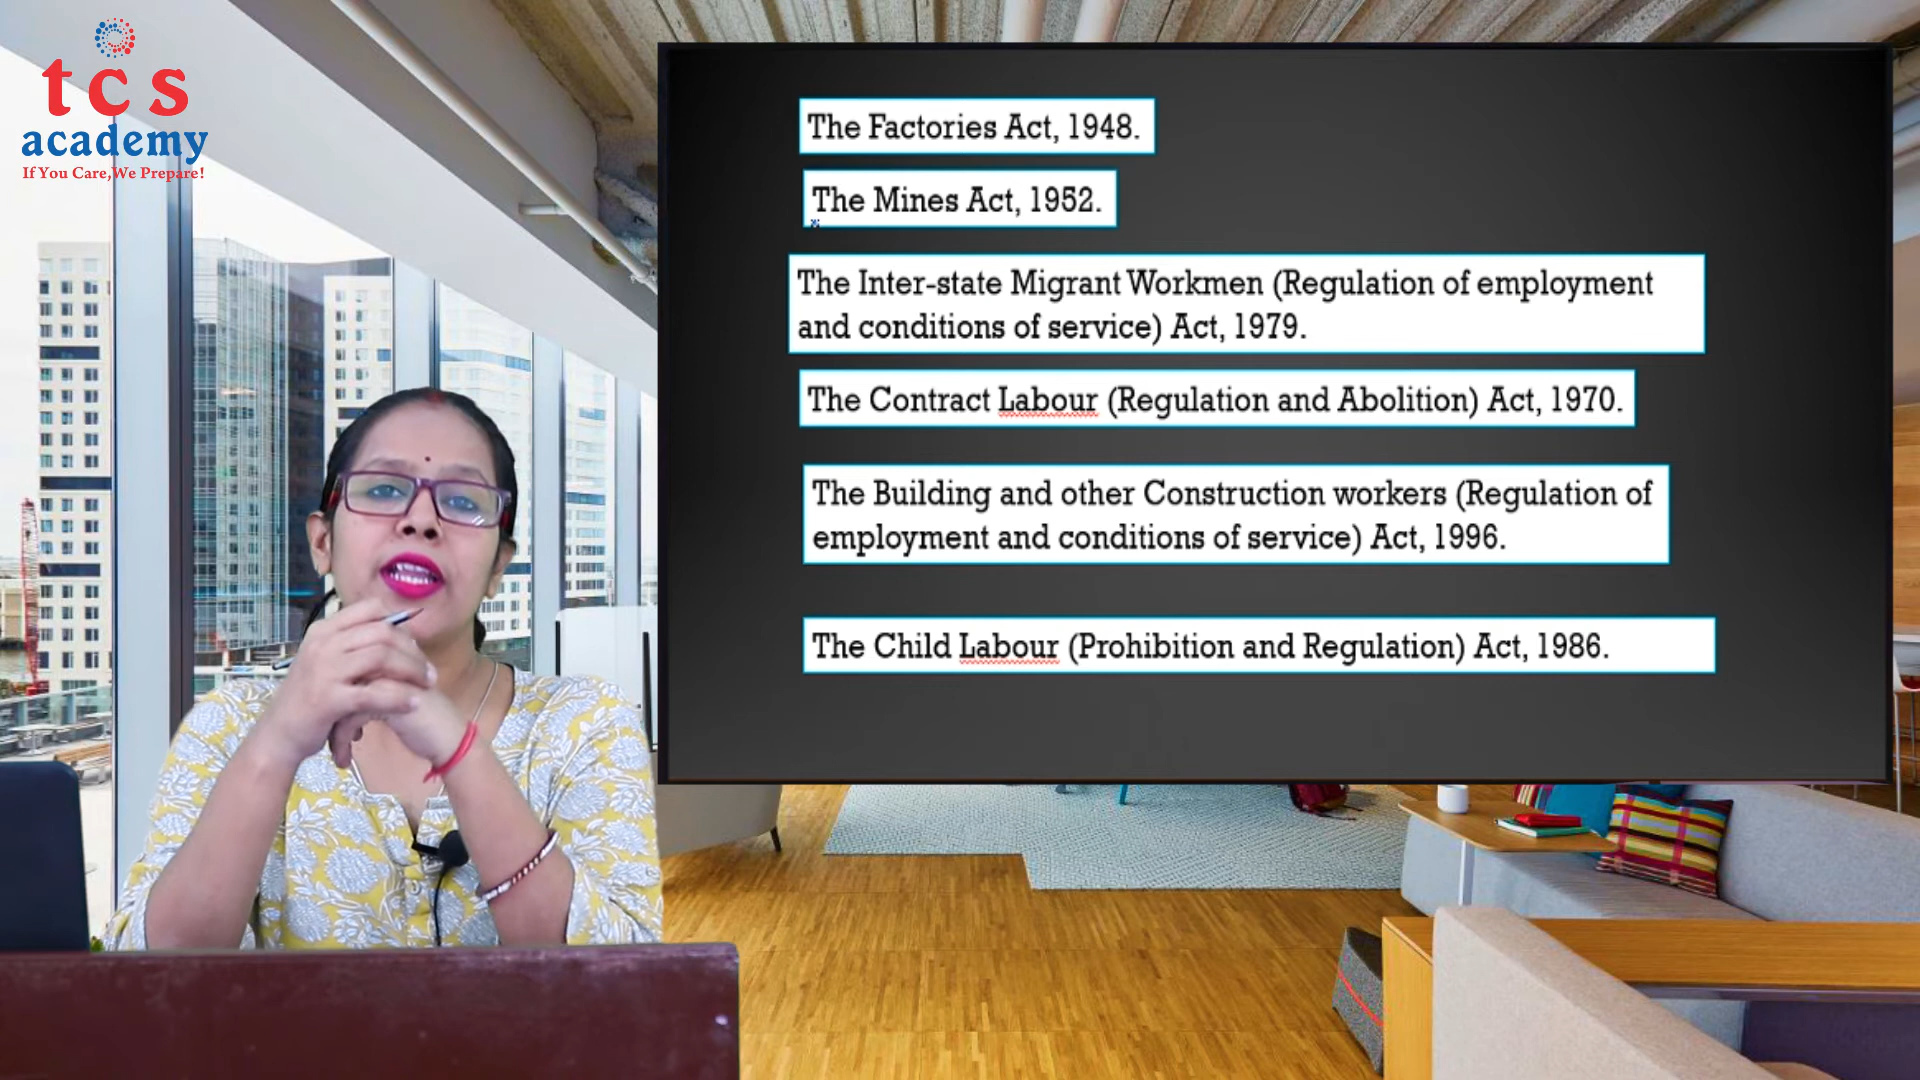 tcs
academy
If You Care,We Prepare!
The Factories Act, 1948.
The Mines Act, 1952.
The Inter-state Migrant Workmen (Regulation of employment
and conditions of service) Act, 1979.
The Contract Labour (Regulation and Abolition) Act, 1970.
The Building and other Construction workers (Regulation of
employment and conditions of service) Act, 1996.
The Child Labour (Prohibition and Regulation) Act, 1986.